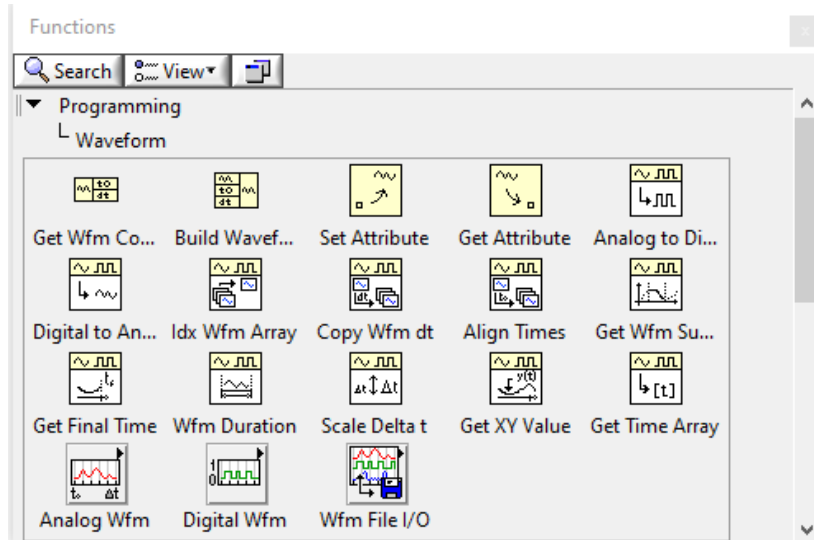 Functions
Search View
Programming
Waveform
Get Wfm Co... Build Wavef... Set Attribute Get Attribute Analog to Di...
Digital to An... Idx Wfm Array Copy Wfm dt Align Times Get Wfm Su...
Get Final Time Wfm Duration Scale Delta t Get XY Value Get Time Array
Analog Wfm Digital Wfm Wfm File I/O